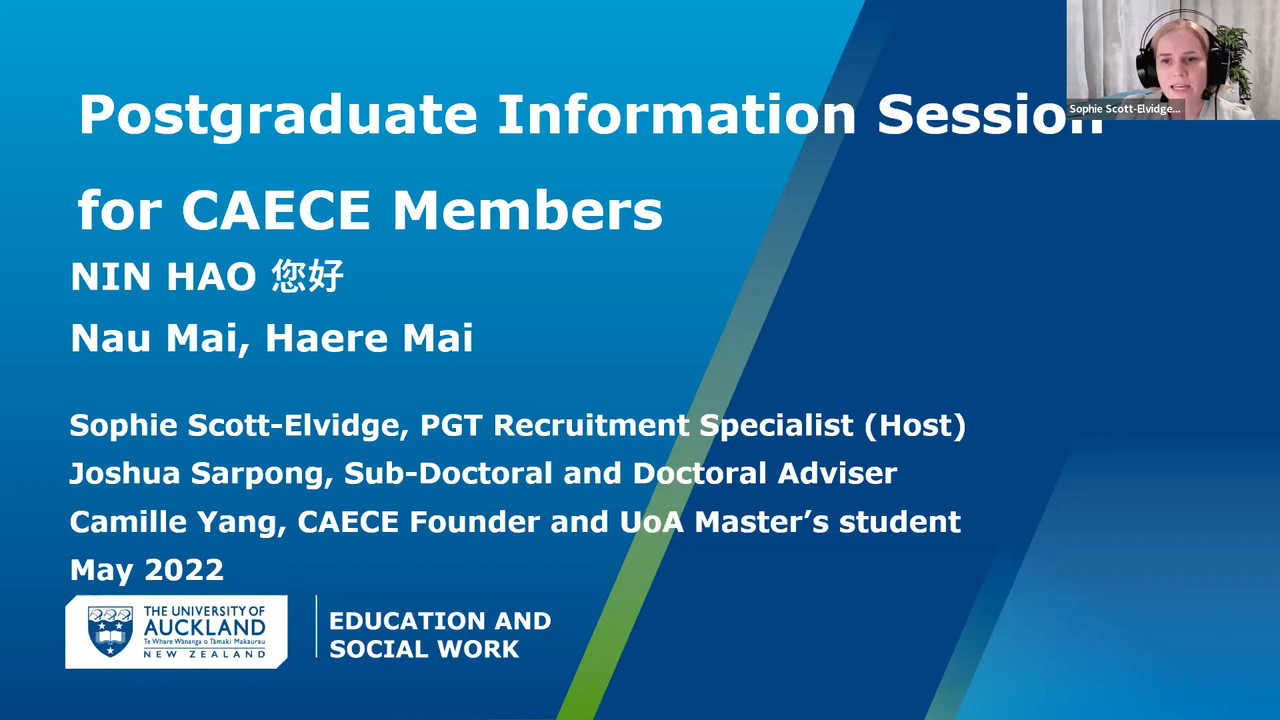 Postgraduate Information Session
for CAECE Members
NIN HAO 您好
Nau Mai, Haere Mai
Sophie Scott-Elvidge, PGT Recruitment Specialist (Host)
Joshua Sarpong, Sub-Doctoral and Doctoral Adviser
Camille Yang, CAECE Founder and UoA Master’s student
May 2022
THE UNIVERSITY OF
AUCKLAND
Te Whare Wānanga o Tāmaki Makaurau
NEW ZEALAND
EDUCATION AND
SOCIAL WORK
Sophie Scott-Elvidge...